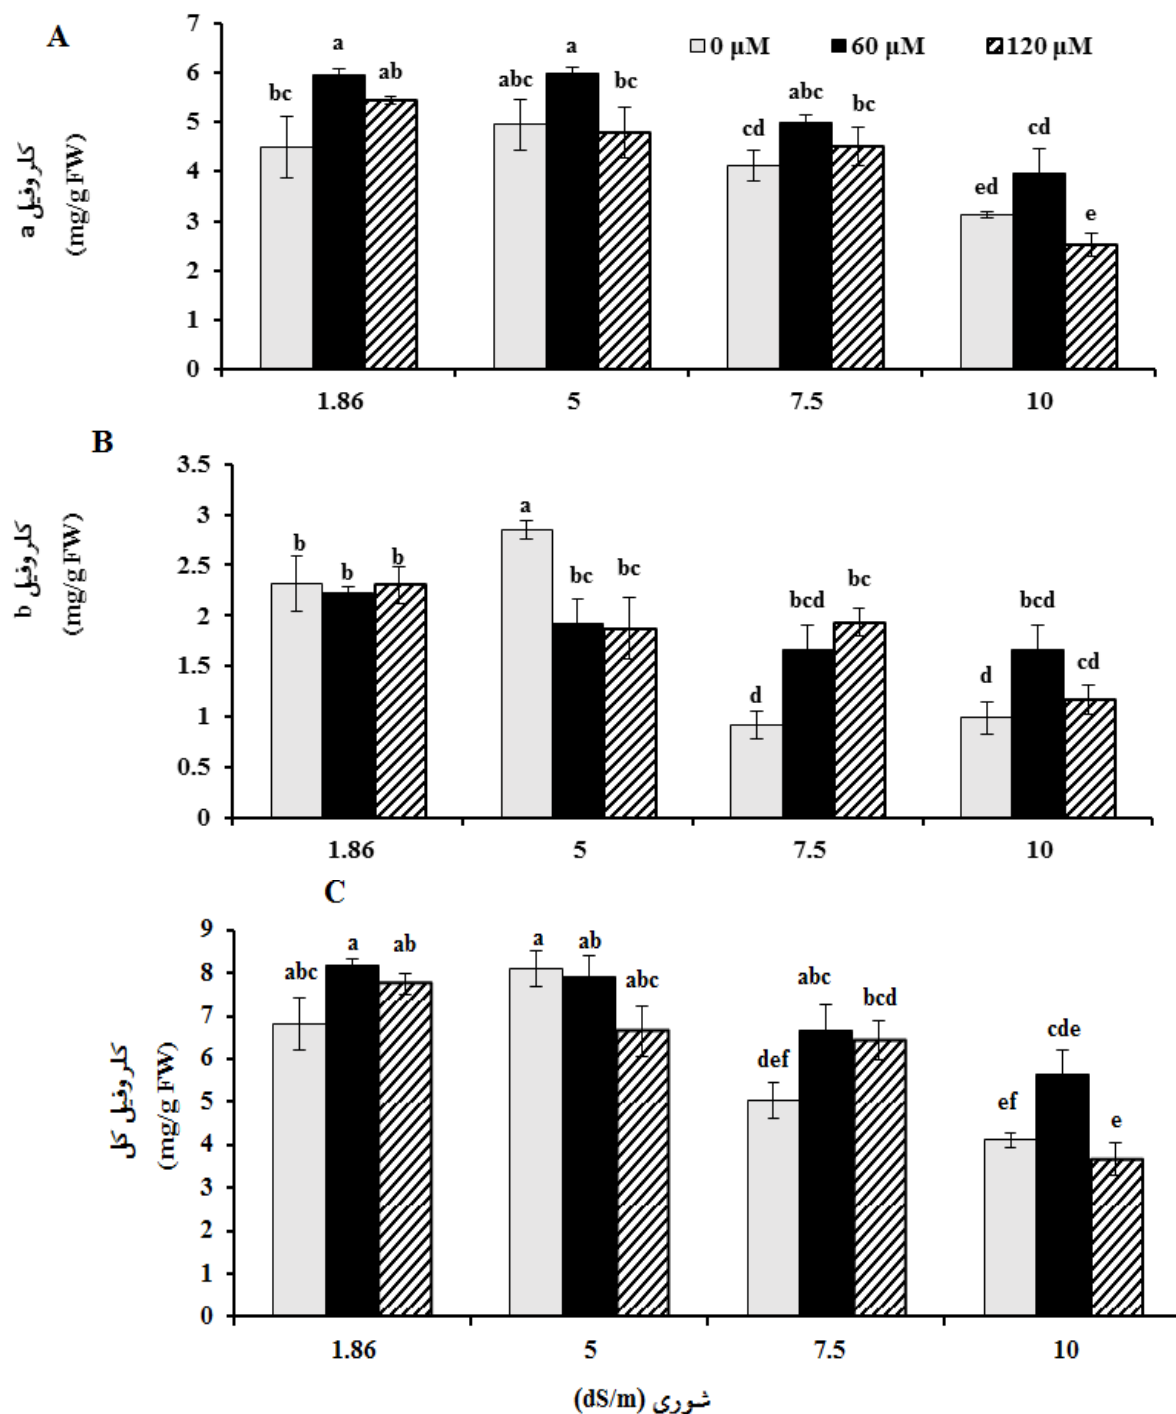 A
7
6
5
4
3
2
1
0
کلروفیل a
(mg/g FW)
0 µM 60 µM 120 µM
bc a ab
abc a bc
cd abc bc
ed cd e
1.86 5 7.5 10
B
3.5
3
2.5
2
1.5
1
0.5
0
کلروفیل b
(mg/g FW)
b b b
a bc bc
d bcd bc
d bcd cd
1.86 5 7.5 10
C
9
8
7
6
5
4
3
2
1
0
کلروفیل کل
(mg/g FW)
abc a ab
a ab abc
def abc bcd
ef cde e
1.86 5 7.5 10
شوری (dS/m)